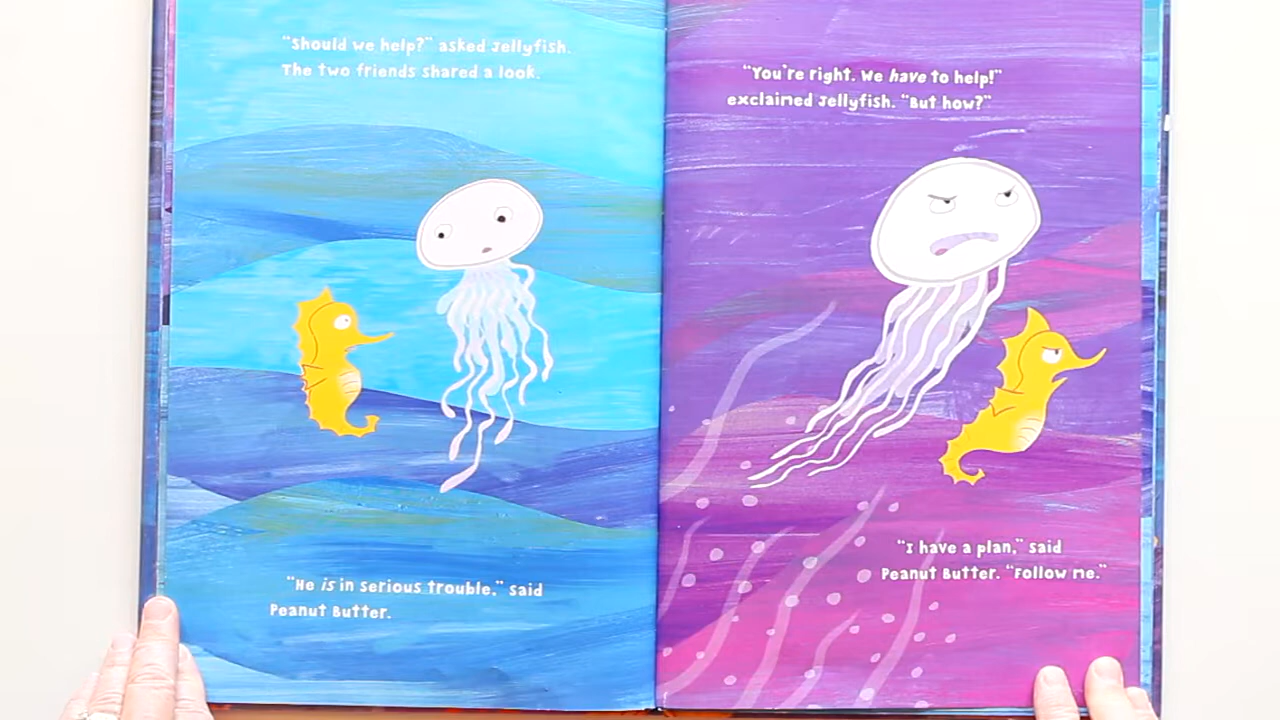 "Should we help?" asked Jellyfish.
The two friends shared a look.
"He is in serious trouble," said
Peanut Butter.
"You're right. We have to help!"
exclaimed Jellyfish. "But how?"
"I have a plan," said
Peanut Butter. "Follow me."